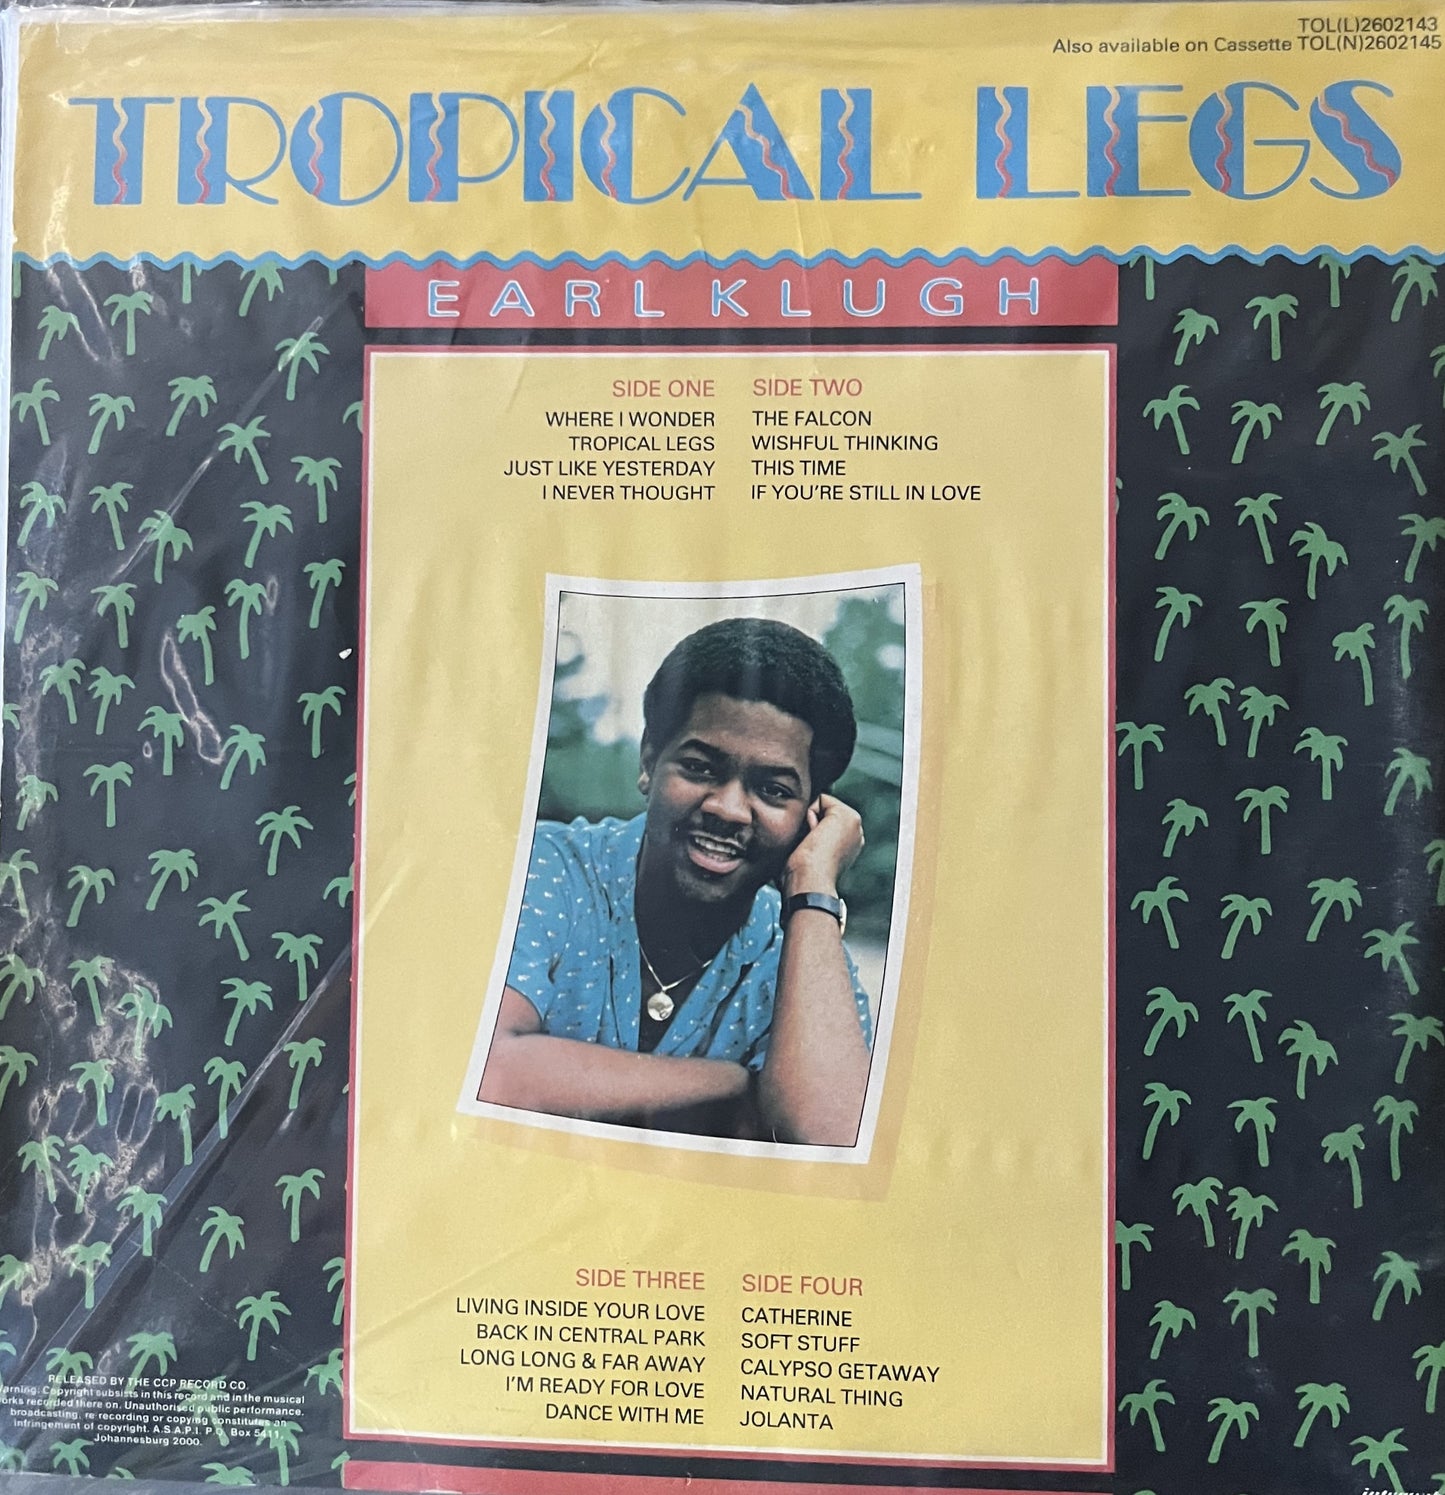 TOL(L)2602143
Also available on Cassette TOL(N)2602145
TROPICAL LEGS
EARL KLUGH
SIDE ONE
WHERE I WONDER
TROPICAL LEGS
JUST LIKE YESTERDAY
I NEVER THOUGHT
SIDE TWO
THE FALCON
WISHFUL THINKING
THIS TIME
IF YOU'RE STILL IN LOVE
SIDE THREE
LIVING INSIDE YOUR LOVE
BACK IN CENTRAL PARK
LONG LONG & FAR AWAY
I'M READY FOR LOVE
DANCE WITH ME
SIDE FOUR
CATHERINE
SOFT STUFF
CALYPSO GETAWAY
NATURAL THING
JOLANTA
RELEASED BY THE CCP RECORD CO.
arning: Copyright subsists in this record and in the musical
orks recorded there on. Unauthorised public performance.
broadcasting, re-recording or copying constitutes an
infringement of copyright. A.S.A.P.I. P.O. Box 5411,
Johannesburg 2000.